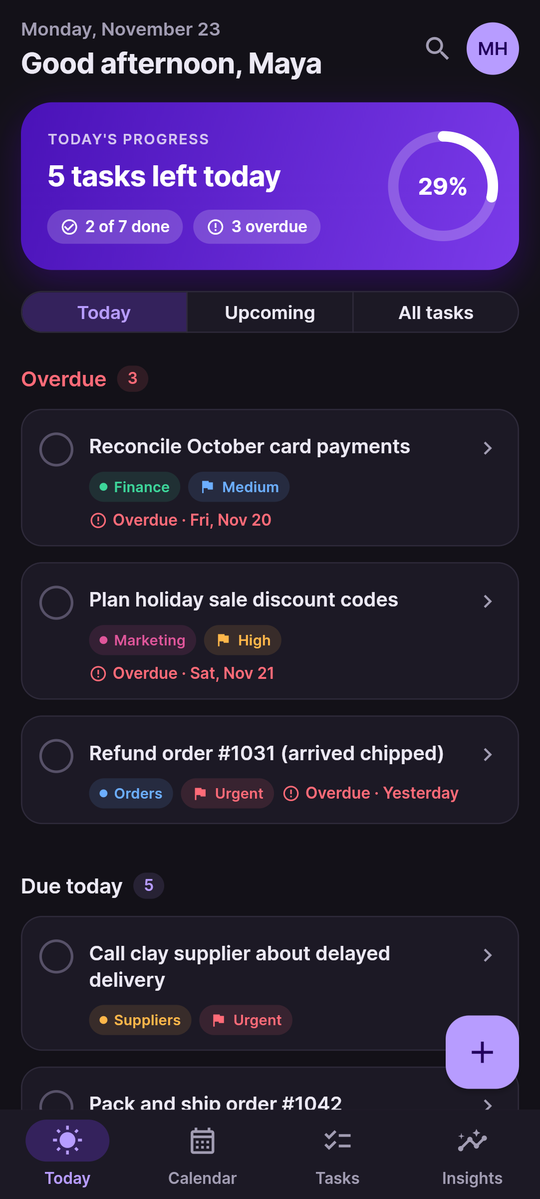 Monday, November 23
Good afternoon, Maya
MH
TODAY'S PROGRESS
5 tasks left today
2 of 7 done
3 overdue
29%
Today
Upcoming
All tasks
Overdue 3
Reconcile October card payments
Finance
Medium
Overdue · Fri, Nov 20
Plan holiday sale discount codes
Marketing
High
Overdue · Sat, Nov 21
Refund order #1031 (arrived chipped)
Orders
Urgent
Overdue · Yesterday
Due today 5
Call clay supplier about delayed
delivery
Suppliers
Urgent
Pack and ship order #1042
Today
Calendar
Tasks
Insights